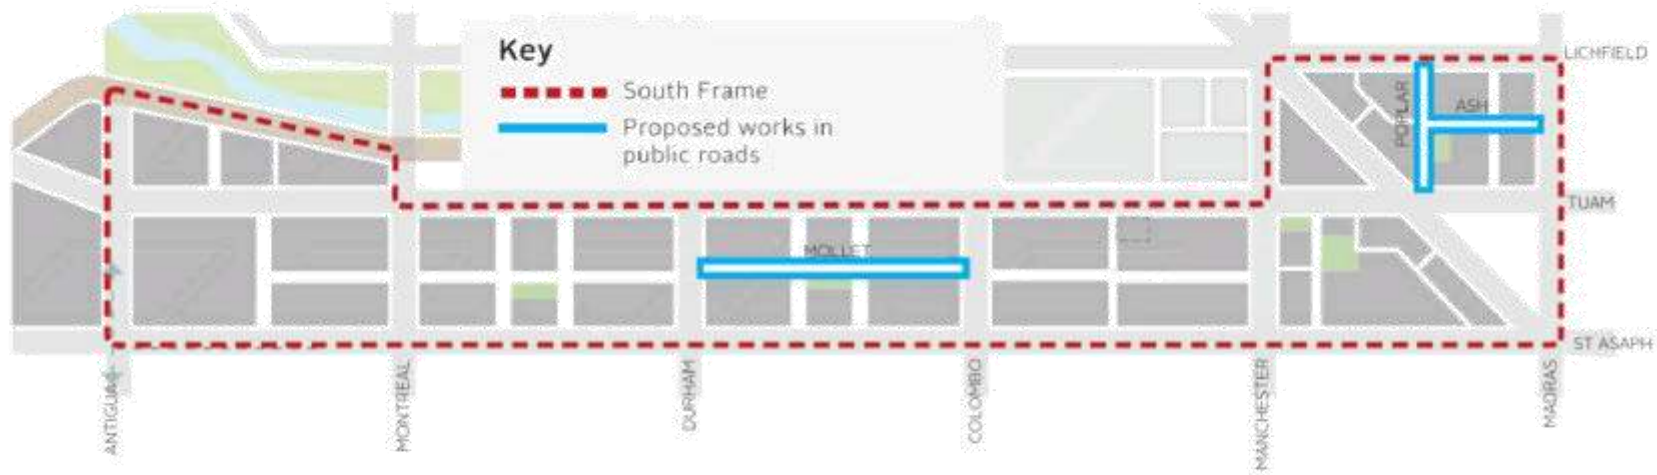 Key
South Frame
Proposed works in
public roads
LICHFIELD
POPLAR
ASH
TUAM
MOLLET
ST ASAPH
ANTIGUA
MONTREAL
DURHAM
COLOMBO
MANCHESTER
MADRAS